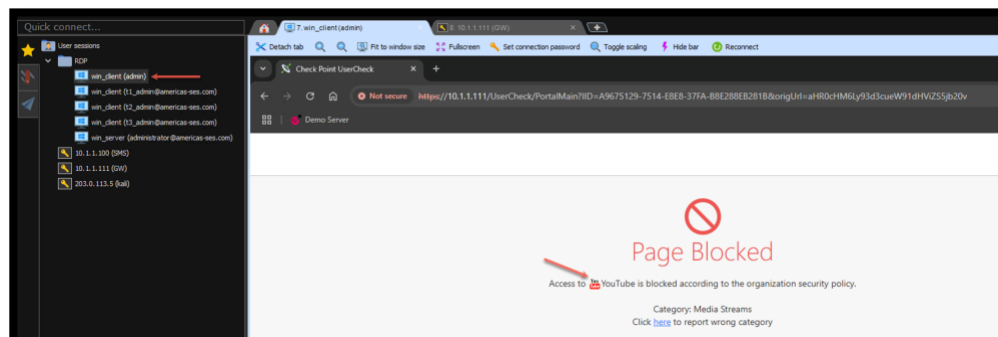 Quick connect...
User sessions
RDP
win_client (admin)
win_client (t1_admin@americas-ses.com)
win_client (t2_admin@americas-ses.com)
win_client (t3_admin@americas-ses.com)
win_server (administrator@americas-ses.com)
10.1.1.100 (SMS)
10.1.1.111 (GW)
203.0.113.5 (kali)
7. win_client (admin)
8. 10.1.1.111 (GW)
Detach tab Fit to window size Fullscreen Set connection password Toggle scaling Hide bar Reconnect
Check Point UserCheck
Not secure https://10.1.1.111/UserCheck/PortalMain?IID=A9675129-7514-E8E8-37FA-B8E28BEB281B&origUrl=aHR0cHM6Ly93d3cueW91dHViZS5jb20v
Demo Server
Page Blocked
Access to YouTube is blocked according to the organization security policy.
Category: Media Streams
Click here to report wrong category